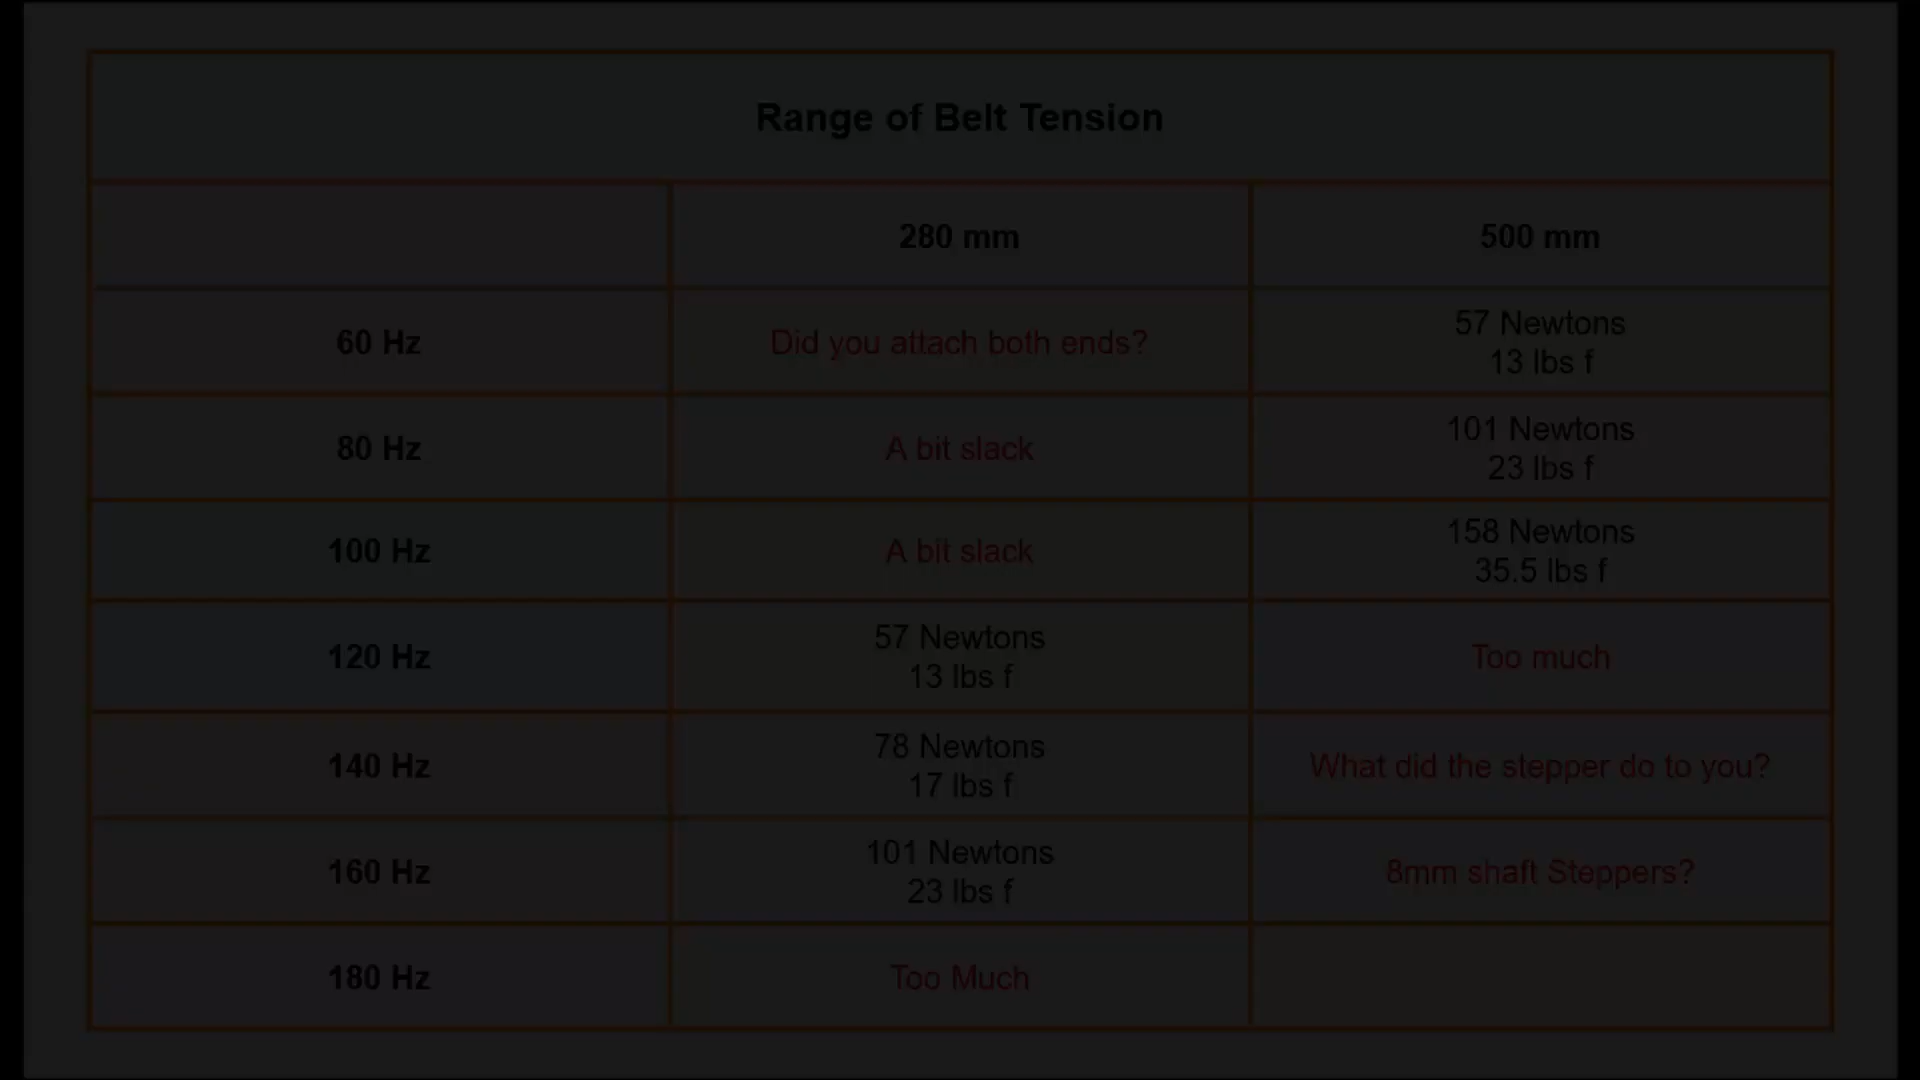 Range of Belt Tension
280 mm
500 mm
60 Hz
Did you attach both ends?
57 Newtons
13 lbs f
80 Hz
A bit slack
101 Newtons
23 lbs f
100 Hz
A bit slack
158 Newtons
35.5 lbs f
120 Hz
57 Newtons
13 lbs f
Too much
140 Hz
78 Newtons
17 lbs f
What did the stepper do to you?
160 Hz
101 Newtons
23 lbs f
8mm shaft Steppers?
180 Hz
Too Much